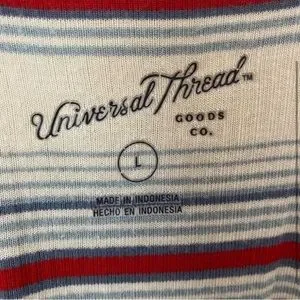 Universal Thread™
GOODS
CO.
L
MADE IN INDONESIA
HECHO EN INDONESIA